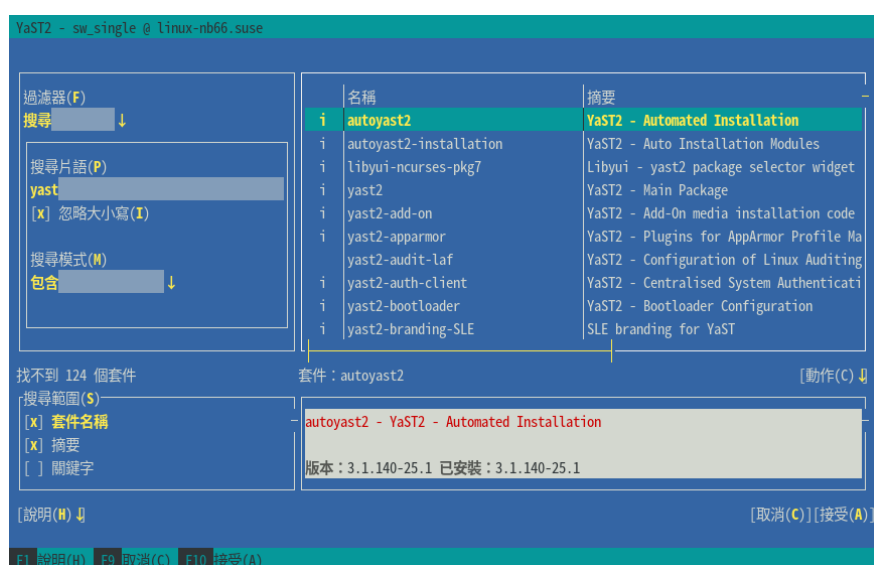 YaST2 - sw_single @ linux-nb66.suse
過濾器(F)
搜尋 ↓
搜尋片語(P)
yast
[x] 忽略大小寫(I)
搜尋模式(M)
包含 ↓
名稱 摘要
i autoyast2 YaST2 - Automated Installation
i autoyast2-installation YaST2 - Auto Installation Modules
i libyui-ncurses-pkg7 Libyui - yast2 package selector widget
i yast2 YaST2 - Main Package
i yast2-add-on YaST2 - Add-On media installation code
i yast2-apparmor YaST2 - Plugins for AppArmor Profile Ma
yast2-audit-laf YaST2 - Configuration of Linux Auditing
i yast2-auth-client YaST2 - Centralised System Authenticati
i yast2-bootloader YaST2 - Bootloader Configuration
i yast2-branding-SLE SLE branding for YaST
找不到 124 個套件
套件：autoyast2 [動作(C)↓]
搜尋範圍(S)
[x] 套件名稱
[x] 摘要
[ ] 關鍵字
autoyast2 - YaST2 - Automated Installation
版本：3.1.140-25.1 已安裝：3.1.140-25.1
[說明(H)↓] [取消(C)][接受(A)]
F1 說明(H) F9 取消(C) F10 接受(A)